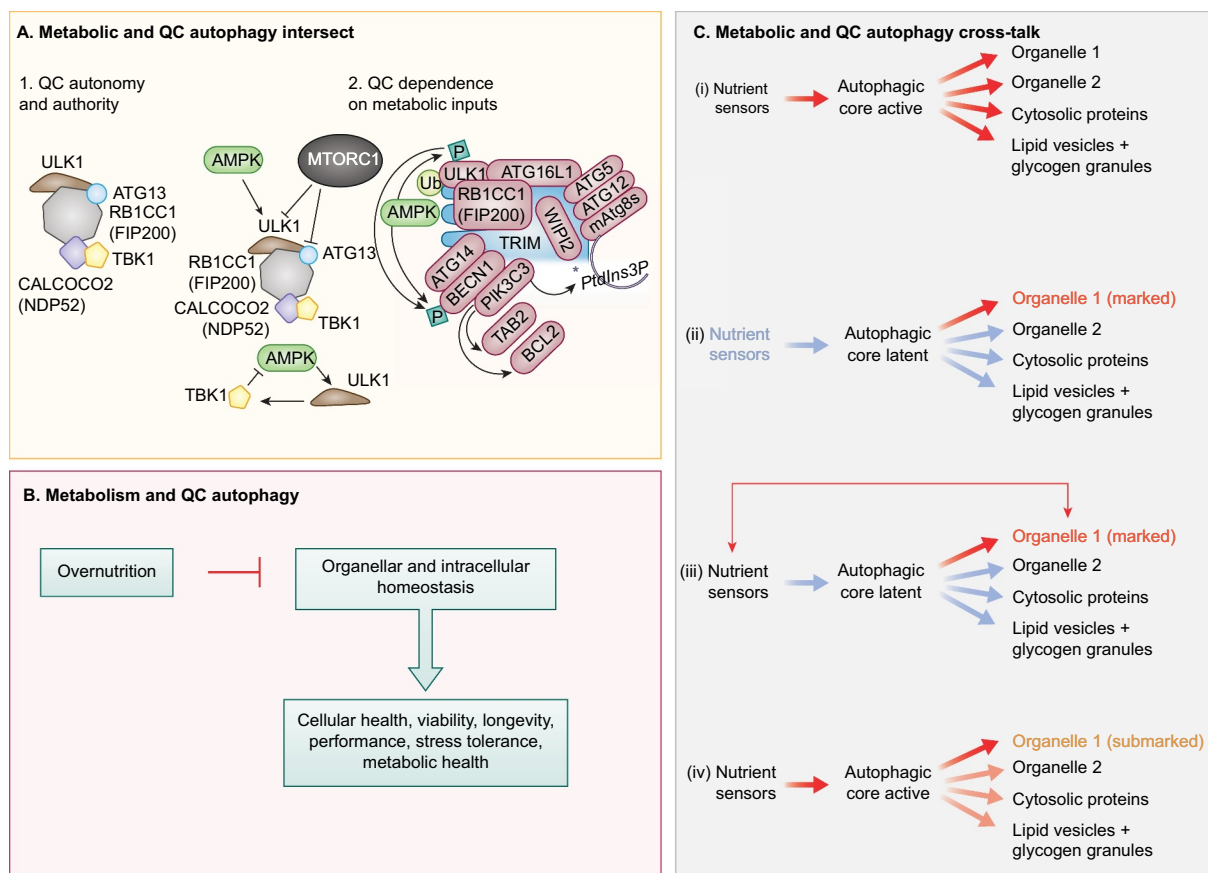 A. Metabolic and QC autophagy intersect
1. QC autonomy
and authority
2. QC dependence
on metabolic inputs
ULK1
ATG13
RB1CC1
(FIP200)
TBK1
CALCOCO2
(NDP52)
AMPK
MTORC1
ULK1
ATG13
RB1CC1
(FIP200)
CALCOCO2
(NDP52)
TBK1
AMPK
TBK1
ULK1
P
Ub
AMPK
ULK1
ATG16L1
RB1CC1
(FIP200)
TRIM
WIPI2
ATG5
ATG12
mAtg8s
* PtdIns3P
ATG14
BECN1
PIK3C3
P
TAB2
BCL2
B. Metabolism and QC autophagy
Overnutrition
Organellar and intracellular
homeostasis
Cellular health, viability, longevity,
performance, stress tolerance,
metabolic health
C. Metabolic and QC autophagy cross-talk
(i) Nutrient
sensors
Autophagic
core active
Organelle 1
Organelle 2
Cytosolic proteins
Lipid vesicles +
glycogen granules
(ii) Nutrient
sensors
Autophagic
core latent
Organelle 1 (marked)
Organelle 2
Cytosolic proteins
Lipid vesicles +
glycogen granules
(iii) Nutrient
sensors
Autophagic
core latent
Organelle 1 (marked)
Organelle 2
Cytosolic proteins
Lipid vesicles +
glycogen granules
(iv) Nutrient
sensors
Autophagic
core active
Organelle 1 (submarked)
Organelle 2
Cytosolic proteins
Lipid vesicles +
glycogen granules